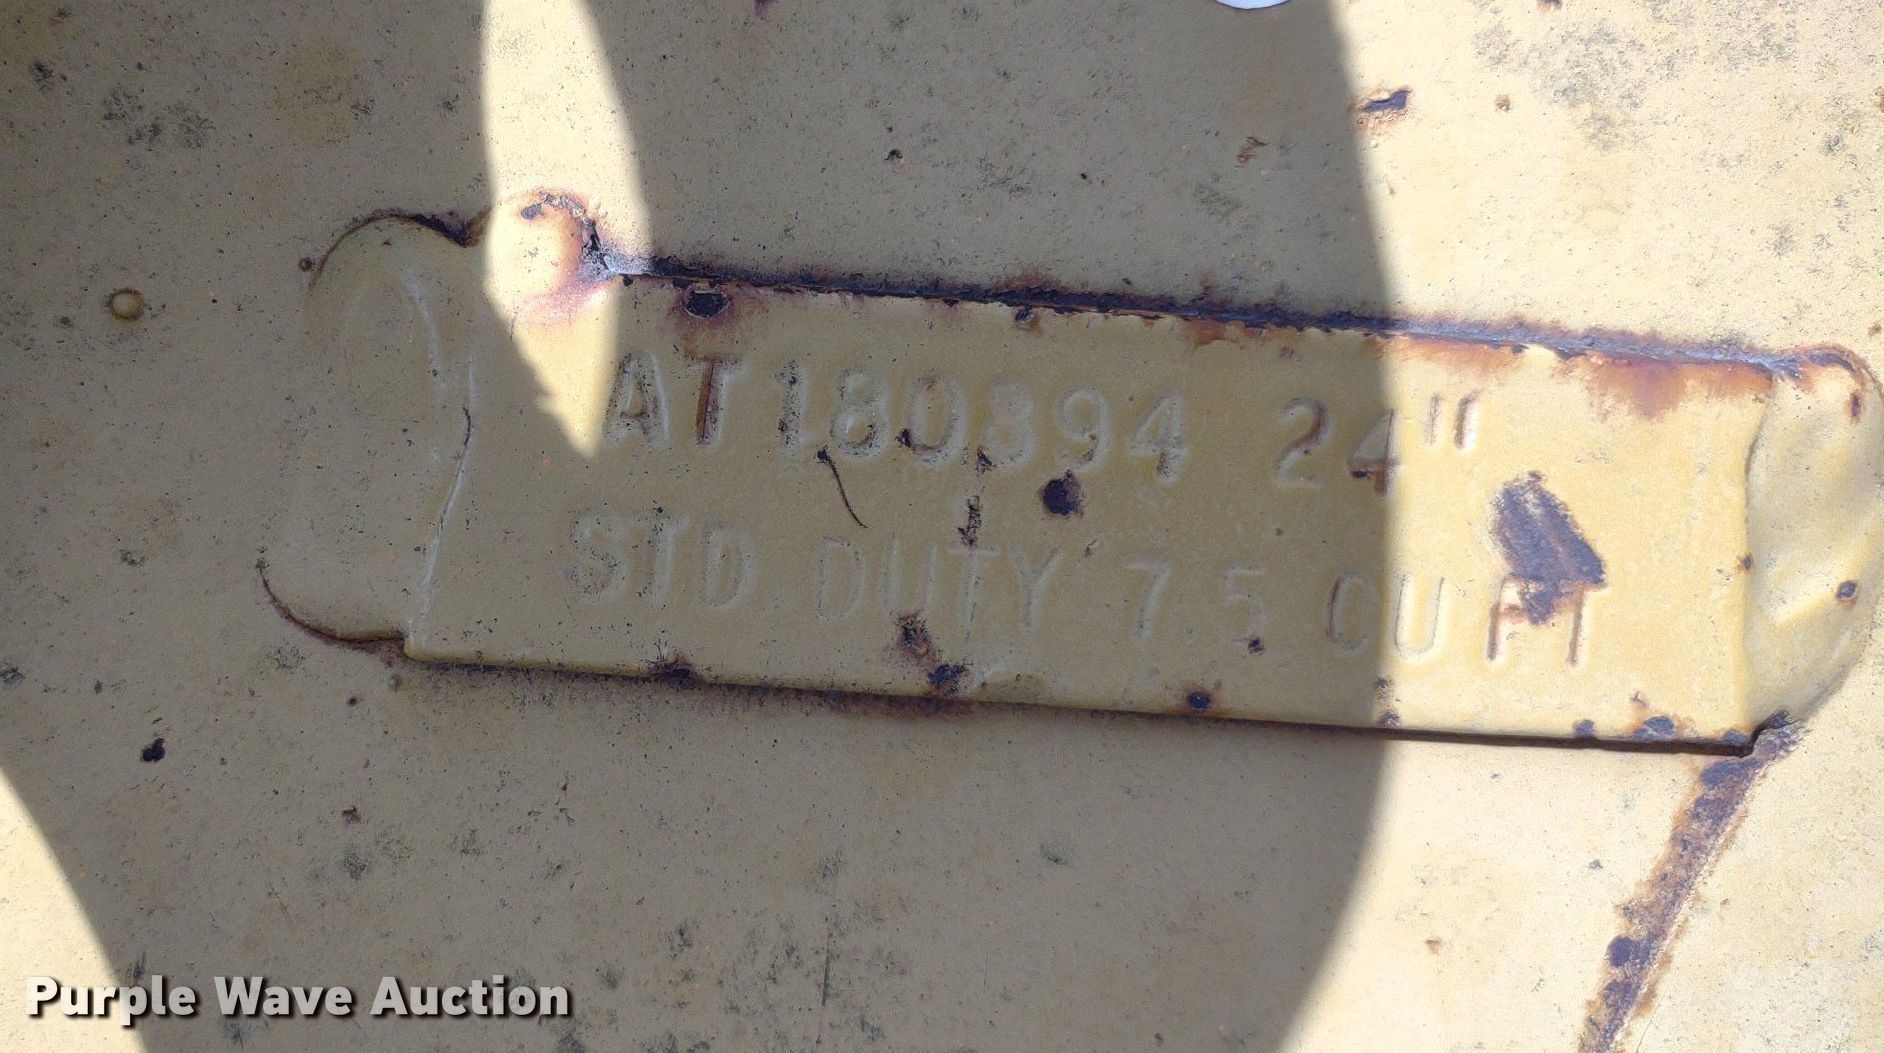 AT180894 24"
STD DUTY 7.5 CU FT
Purple Wave Auction